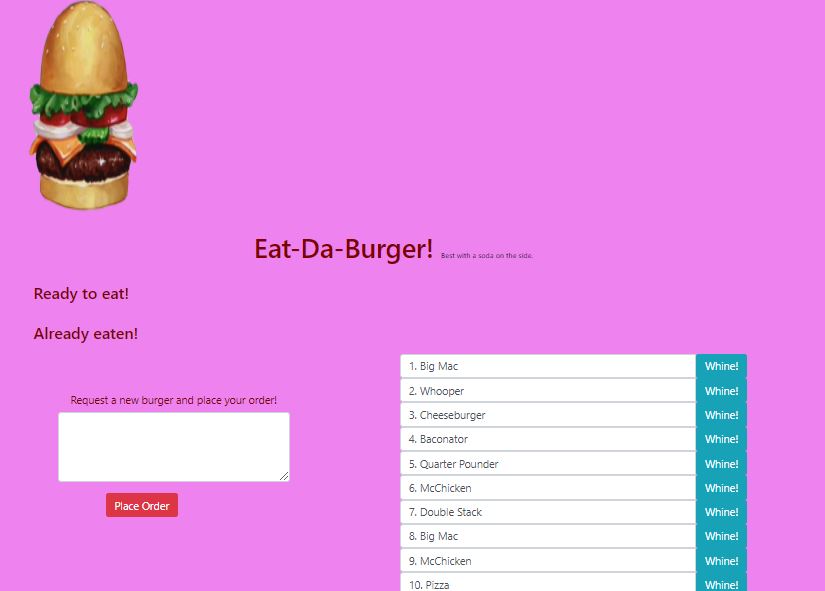 Eat-Da-Burger! Best with a soda on the side.
Ready to eat!
Already eaten!
Request a new burger and place your order!
Place Order
1. Big Mac Whine!
2. Whooper Whine!
3. Cheeseburger Whine!
4. Baconator Whine!
5. Quarter Pounder Whine!
6. McChicken Whine!
7. Double Stack Whine!
8. Big Mac Whine!
9. McChicken Whine!
10. Pizza Whine!